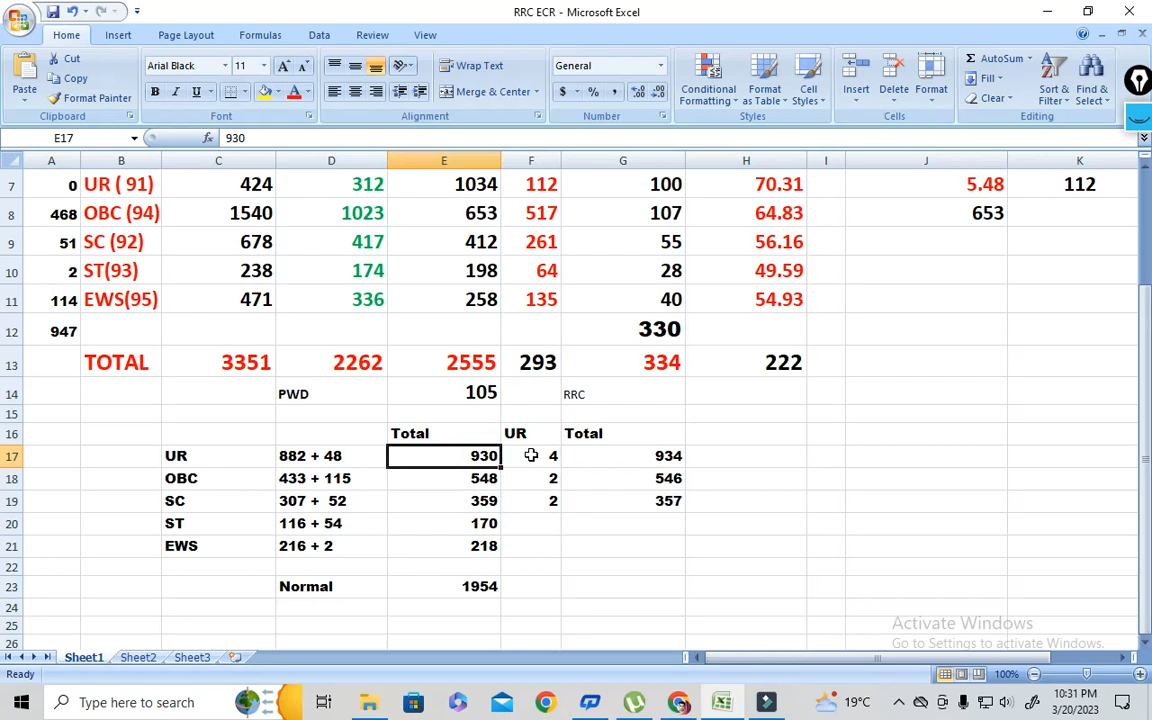 RRC ECR - Microsoft Excel
Home Insert Page Layout Formulas Data Review View
Paste Cut Copy Format Painter
Arial Black 11 A A
B I U A
Wrap Text
Merge & Center
General
$ % ,
Conditional Formatting Format as Table Cell Styles
Insert Delete Format
Σ AutoSum Fill Clear
Sort & Filter Find & Select
Clipboard Font Alignment Number Styles Cells Editing
E17 fx 930
A B C D E F G H I J K
7 0 UR ( 91) 424 312 1034 112 100 70.31 5.48 112
8 468 OBC (94) 1540 1023 653 517 107 64.83 653
9 51 SC (92) 678 417 412 261 55 56.16
10 2 ST(93) 238 174 198 64 28 49.59
11 114 EWS(95) 471 336 258 135 40 54.93
12 947 330
13 TOTAL 3351 2262 2555 293 334 222
14 PWD 105 RRC
15
16 Total UR Total
17 UR 882 + 48 930 4 934
18 OBC 433 + 115 548 2 546
19 SC 307 + 52 359 2 357
20 ST 116 + 54 170
21 EWS 216 + 2 218
22
23 Normal 1954
24
25
26
Activate Windows
Go to Settings to activate Windows.
Sheet1 Sheet2 Sheet3
Ready 100%
Type here to search
19°C
10:31 PM
3/20/2023